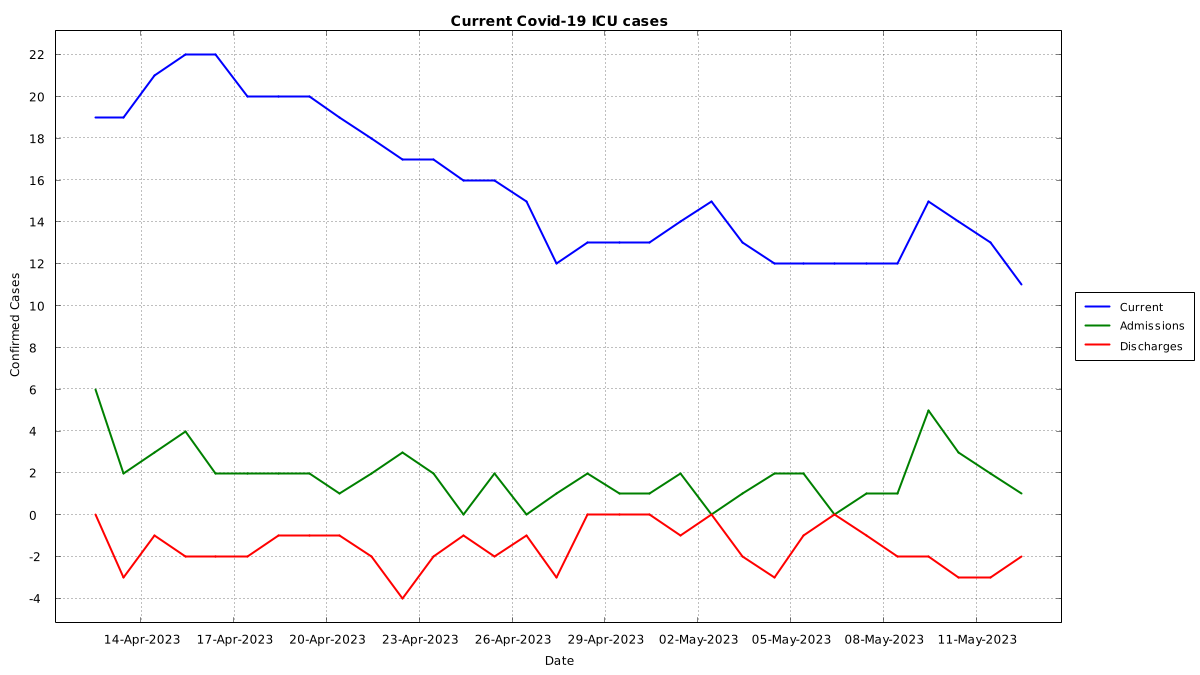 Current Covid-19 ICU cases
Confirmed Cases
22
20
18
16
14
12
10
8
6
4
2
0
-2
-4
14-Apr-2023 17-Apr-2023 20-Apr-2023 23-Apr-2023 26-Apr-2023 29-Apr-2023 02-May-2023 05-May-2023 08-May-2023 11-May-2023
Date
Current
Admissions
Discharges